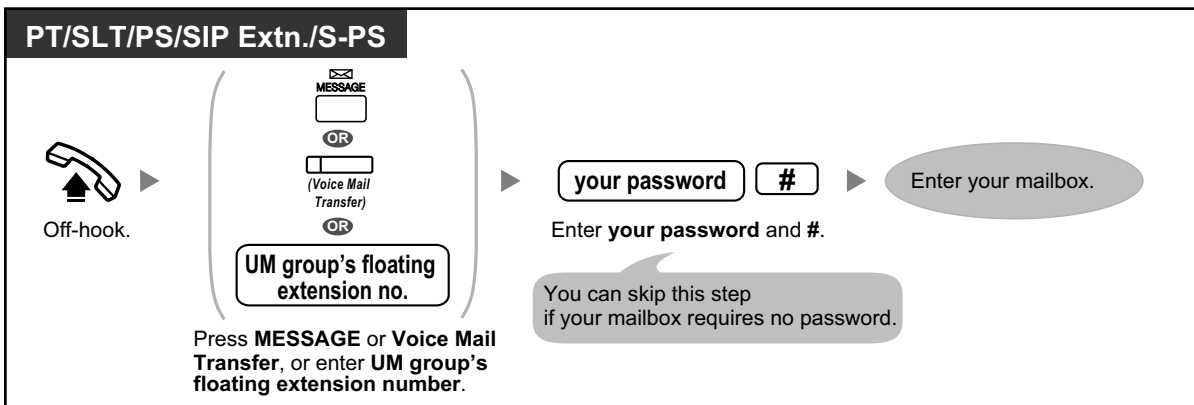 PT/SLT/PS/SIP Extn./S-PS
Off-hook.
MESSAGE
OR
(Voice Mail
Transfer)
OR
UM group's floating
extension no.
Press MESSAGE or Voice Mail
Transfer, or enter UM group's
floating extension number.
your password #
Enter your password and #.
You can skip this step
if your mailbox requires no password.
Enter your mailbox.